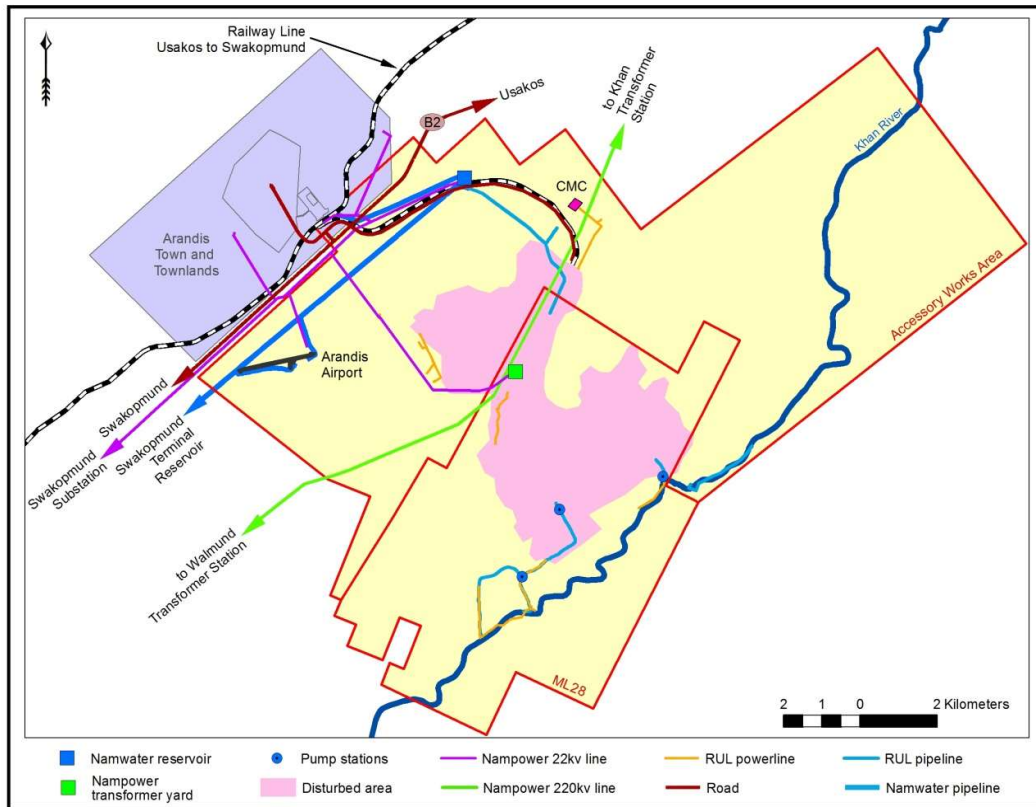 Railway Line
Usakos to Swakopmund
B2
Usakos
to Khan
Transformer
Station
Khan River
CMC
Arandis
Town and
Townlands
Accessory Works Area
Arandis
Airport
Swakopmund
Swakopmund
Terminal
Reservoir
Swakopmund
Substation
to Walmund
Transformer Station
ML28
2 1 0 2 Kilometers
Namwater reservoir
Pump stations
Nampower 22kv line
RUL powerline
RUL pipeline
Nampower
transformer yard
Disturbed area
Nampower 220kv line
Road
Namwater pipeline